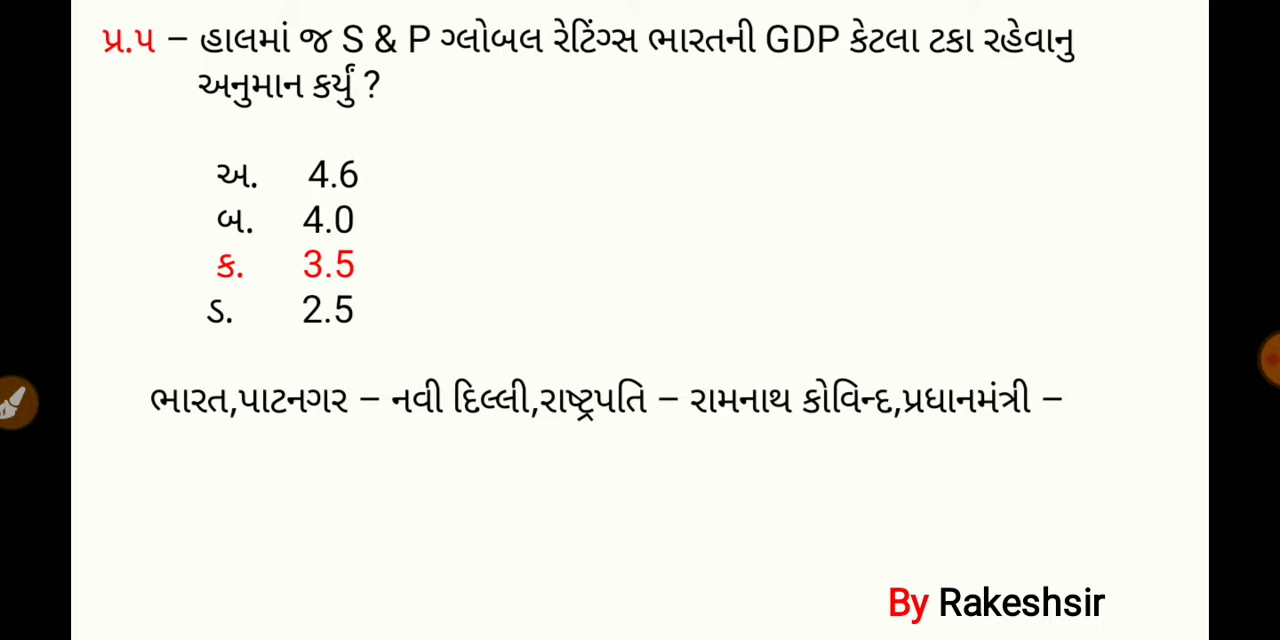 પ્ર.૫ – હાલમાં જ S & P ગ્લોબલ રેટિંગ્સ ભારતની GDP કેટલા ટકા રહેવાનુ
અનુમાન કર્યું ?
અ. 4.6
બ. 4.0
ક. 3.5
ડ. 2.5
ભારત,પાટનગર – નવી દિલ્લી,રાષ્ટ્રપતિ – રામનાથ કોવિન્દ,પ્રધાનમંત્રી –
By Rakeshsir